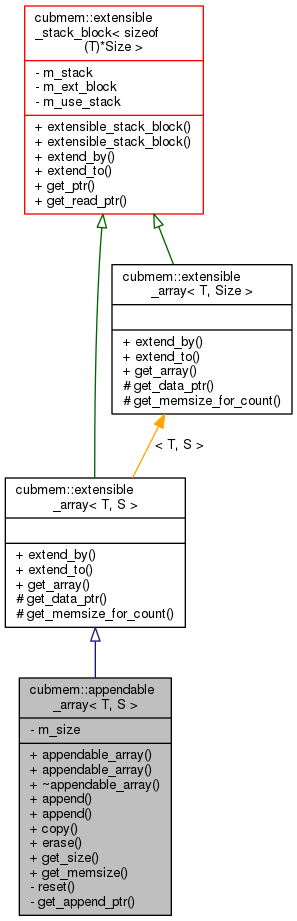 cubmem::extensible
_stack_block< sizeof
(T)*Size >
- m_stack
- m_ext_block
- m_use_stack
+ extensible_stack_block()
+ extensible_stack_block()
+ extend_by()
+ extend_to()
+ get_ptr()
+ get_read_ptr()
cubmem::extensible
_array< T, Size >
+ extend_by()
+ extend_to()
+ get_array()
# get_data_ptr()
# get_memsize_for_count()
< T, S >
cubmem::extensible
_array< T, S >
+ extend_by()
+ extend_to()
+ get_array()
# get_data_ptr()
# get_memsize_for_count()
cubmem::appendable
_array< T, S >
- m_size
+ appendable_array()
+ appendable_array()
+ ~appendable_array()
+ append()
+ append()
+ copy()
+ erase()
+ get_size()
+ get_memsize()
- reset()
- get_append_ptr()